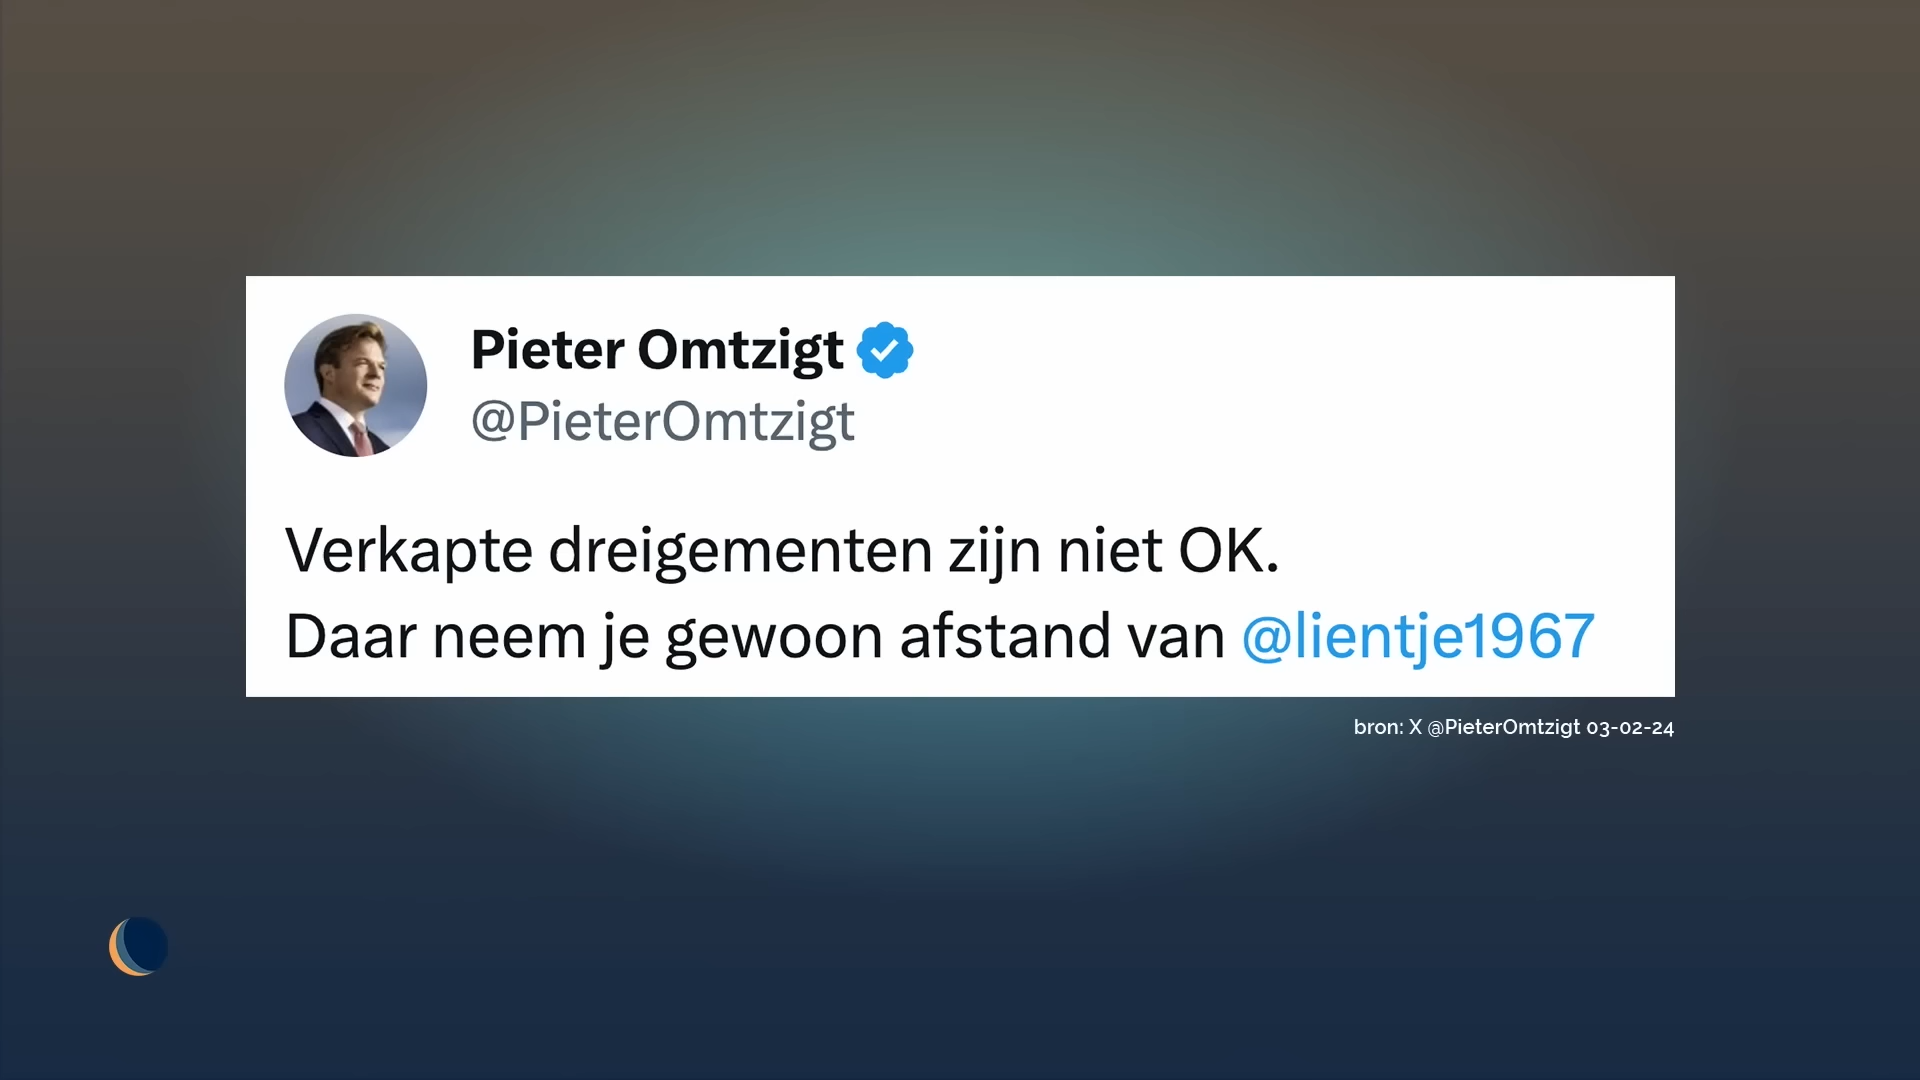 Pieter Omtzigt
@PieterOmtzigt
Verkapte dreigementen zijn niet OK.
Daar neem je gewoon afstand van @lientje1967
bron: X @PieterOmtzigt 03-02-24